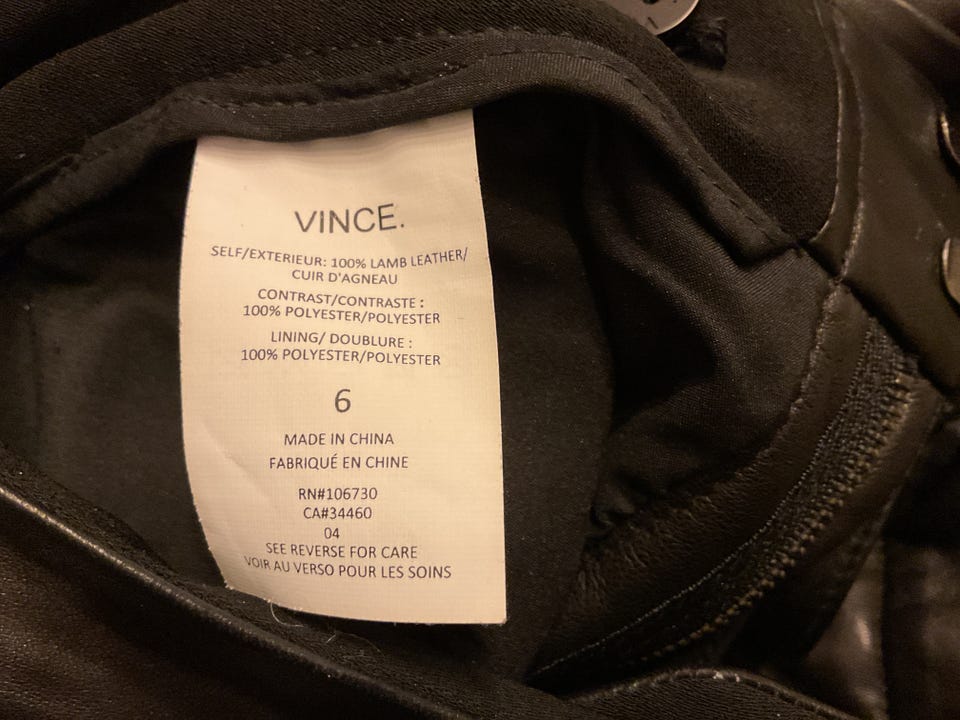 VINCE.
SELF/EXTERIEUR: 100% LAMB LEATHER/
CUIR D'AGNEAU
CONTRAST/CONTRASTE :
100% POLYESTER/POLYESTER
LINING/ DOUBLURE :
100% POLYESTER/POLYESTER
6
MADE IN CHINA
FABRIQUÉ EN CHINE
RN#106730
CA#34460
04
SEE REVERSE FOR CARE
VOIR AU VERSO POUR LES SOINS